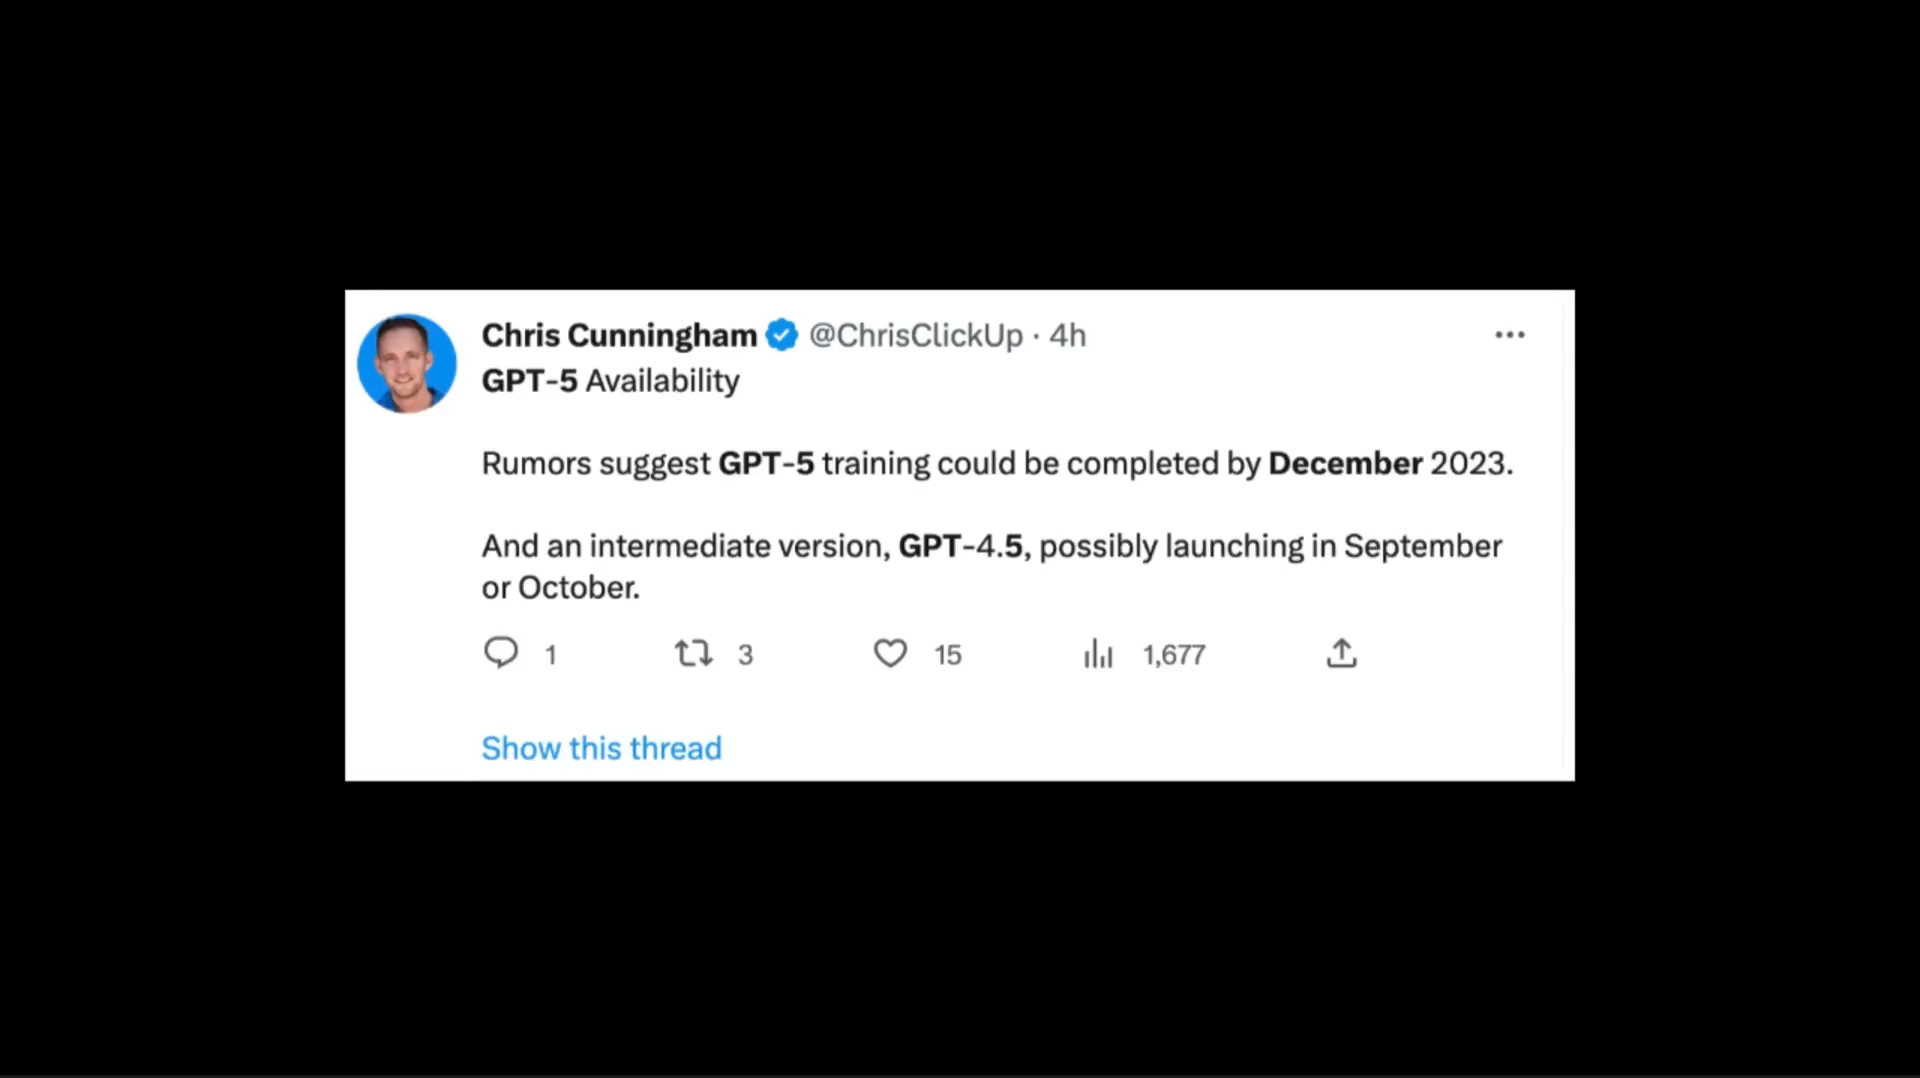 Chris Cunningham @ChrisClickUp · 4h
GPT-5 Availability
Rumors suggest GPT-5 training could be completed by December 2023.
And an intermediate version, GPT-4.5, possibly launching in September
or October.
1 3 15 1,677
Show this thread